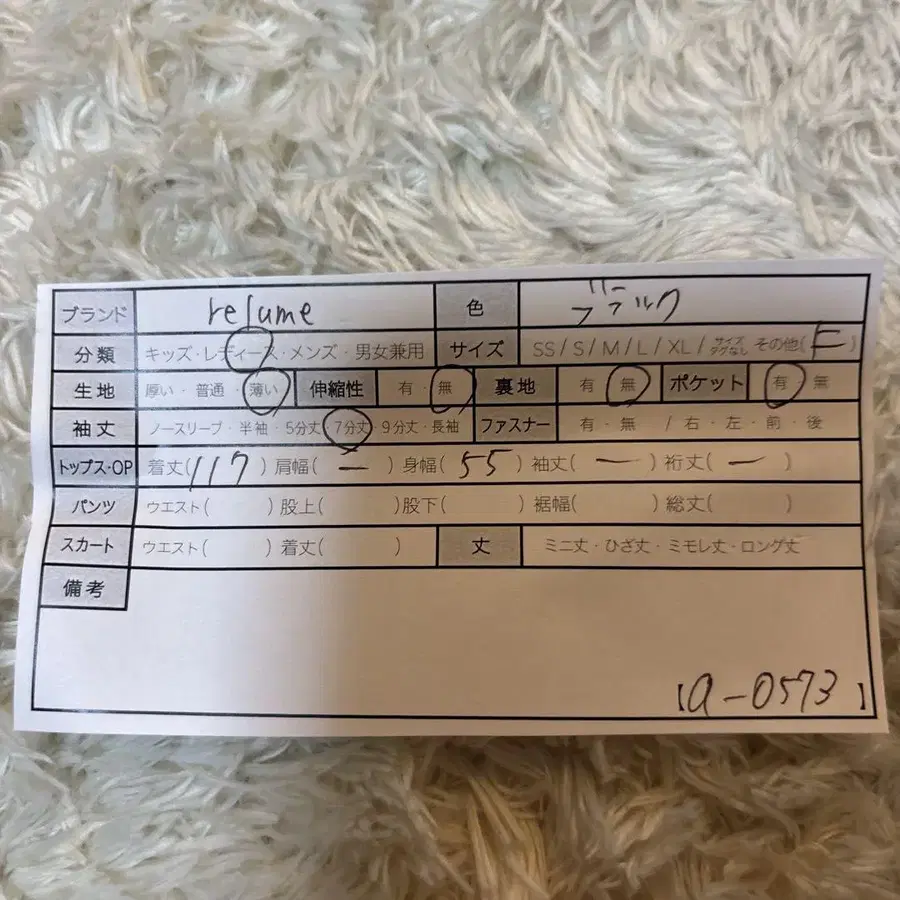 ブランド relume 色 ブラック
分類 キッズ・レディース・メンズ・男女兼用 サイズ SS/S/M/L/XL/サイズタグなし その他(F)
生地 厚い・普通・薄い 伸縮性 有・無 裏地 有・無 ポケット 有・無
袖丈 ノースリーブ・半袖・5分丈・7分丈・9分丈・長袖 ファスナー 有・無 /右・左・前・後
トップス・OP 着丈(117) 肩幅(ー) 身幅(55) 袖丈(ー) 裄丈(ー)
パンツ ウエスト( ) 股上( ) 股下( ) 裾幅( ) 総丈( )
スカート ウエスト( ) 着丈( ) 丈 ミニ丈・ひざ丈・ミモレ丈・ロング丈
備考
【a-0573】